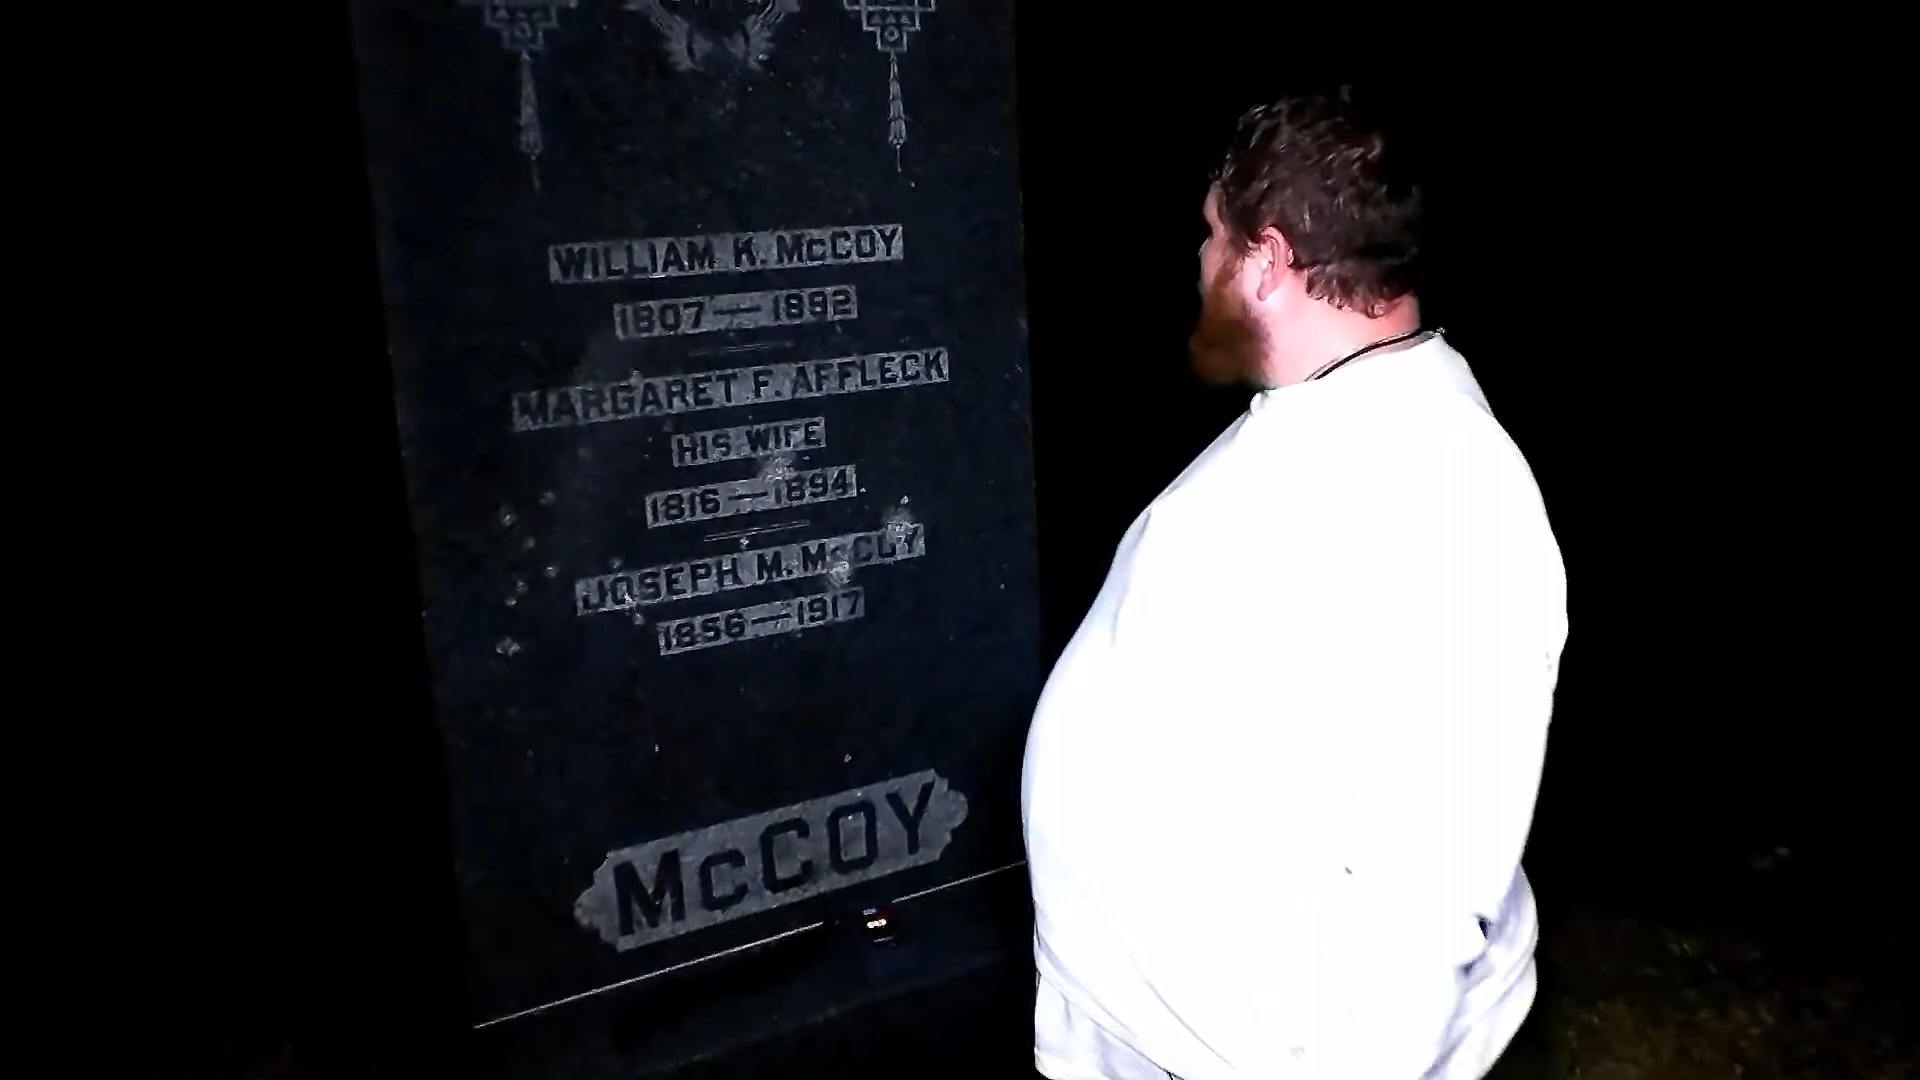 WILLIAM K. McCOY
1807 — 1892
MARGARET F. AFFLECK
HIS WIFE
1816 — 1894
JOSEPH M. McCOY
1856 — 1917
McCOY